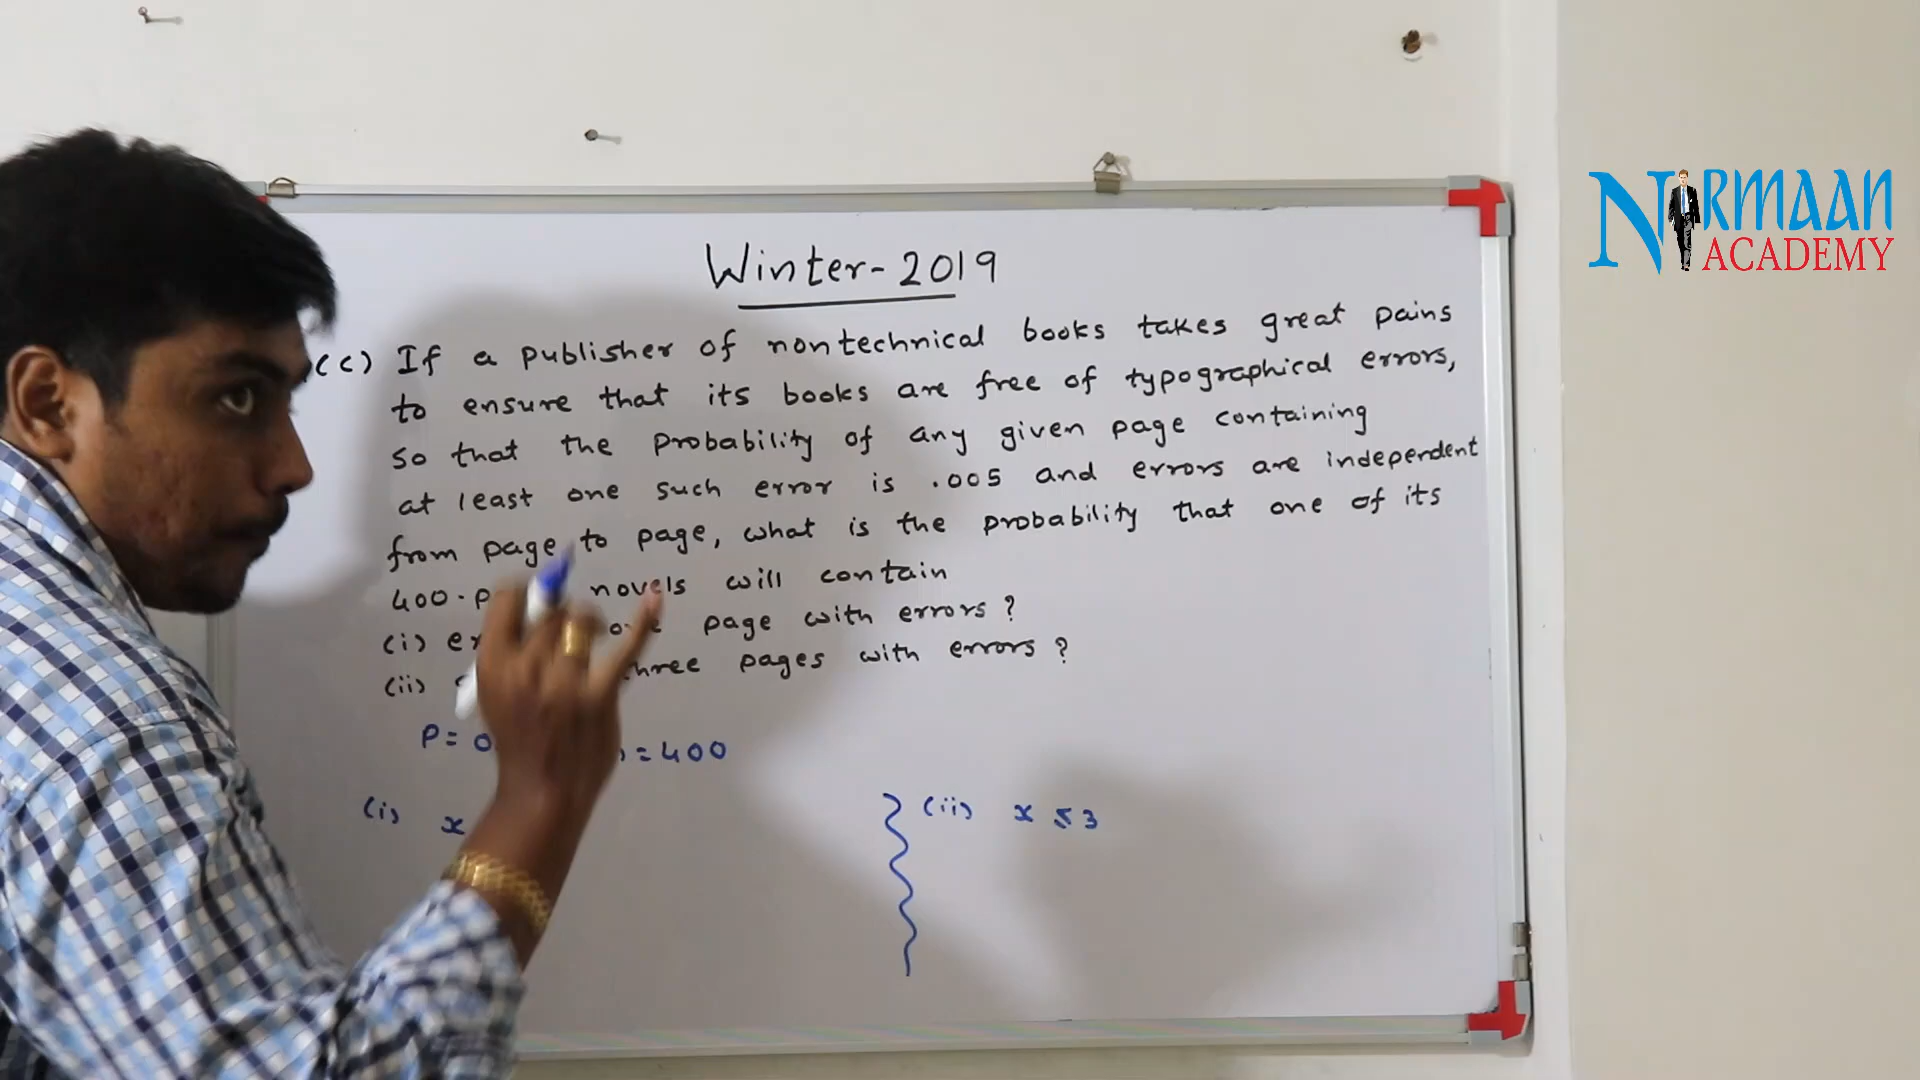 Winter-2019
(c) If a publisher of nontechnical books takes great pains
to ensure that its books are free of typographical errors,
so that the probability of any given page containing
at least one such error is .005 and errors are independent
from page to page, what is the probability that one of its
400. novels will contain
(i) one page with errors?
(ii) three pages with errors?
P= = 400
(i) x
(ii) x ≤ 3
NIRMAAN
ACADEMY